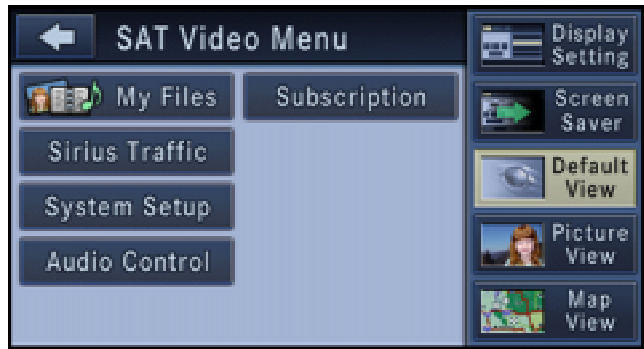 SAT Video Menu
My Files
Subscription
Sirius Traffic
System Setup
Audio Control
Display
Setting
Screen
Saver
Default
View
Picture
View
Map
View